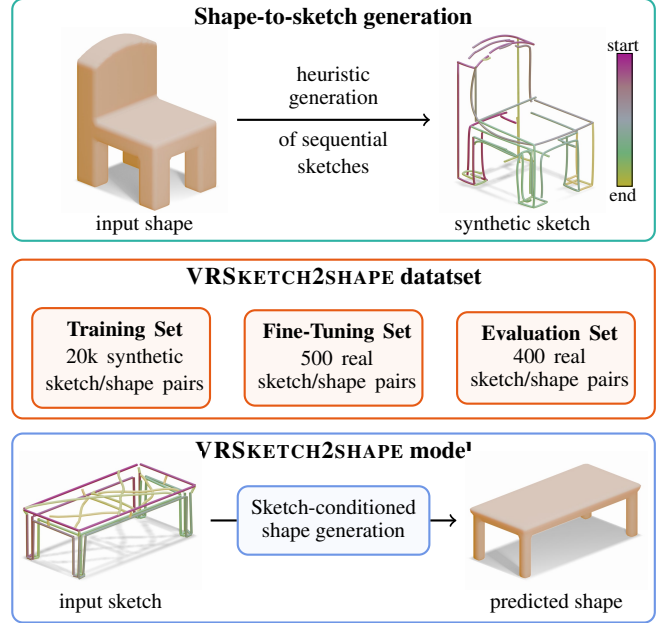 Shape-to-sketch generation
heuristic
generation
of sequential
sketches
start
end
input shape
synthetic sketch
VRSKETCH2SHAPE datatset
Training Set
20k synthetic
sketch/shape pairs
Fine-Tuning Set
500 real
sketch/shape pairs
Evaluation Set
400 real
sketch/shape pairs
VRSKETCH2SHAPE model
Sketch-conditioned
shape generation
input sketch
predicted shape